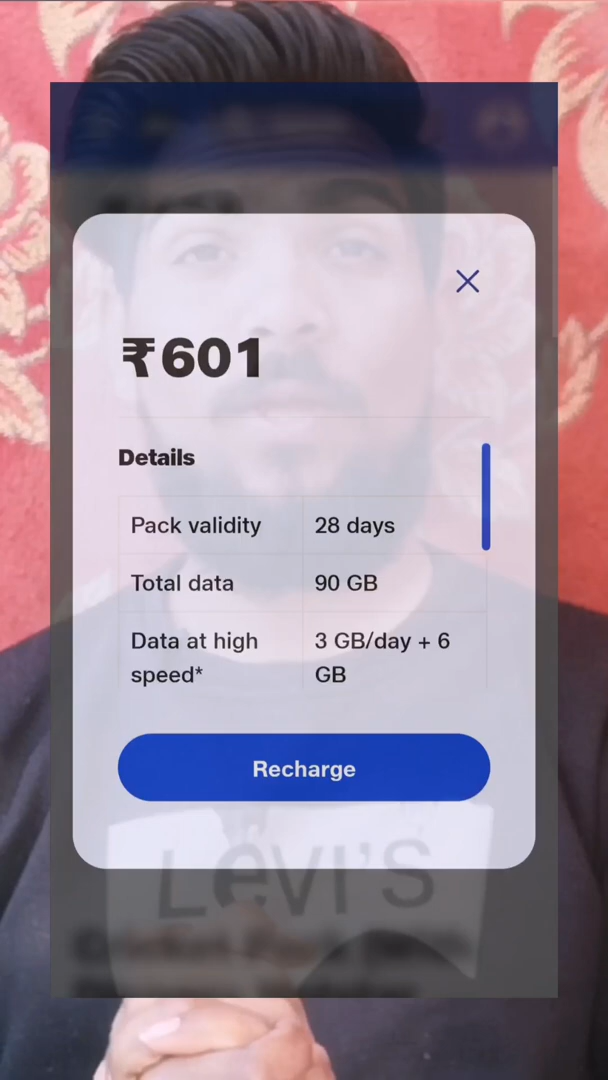 ₹601
Details
Pack validity 28 days
Total data 90 GB
Data at high 3 GB/day + 6
speed* GB
Recharge
LEVI'S